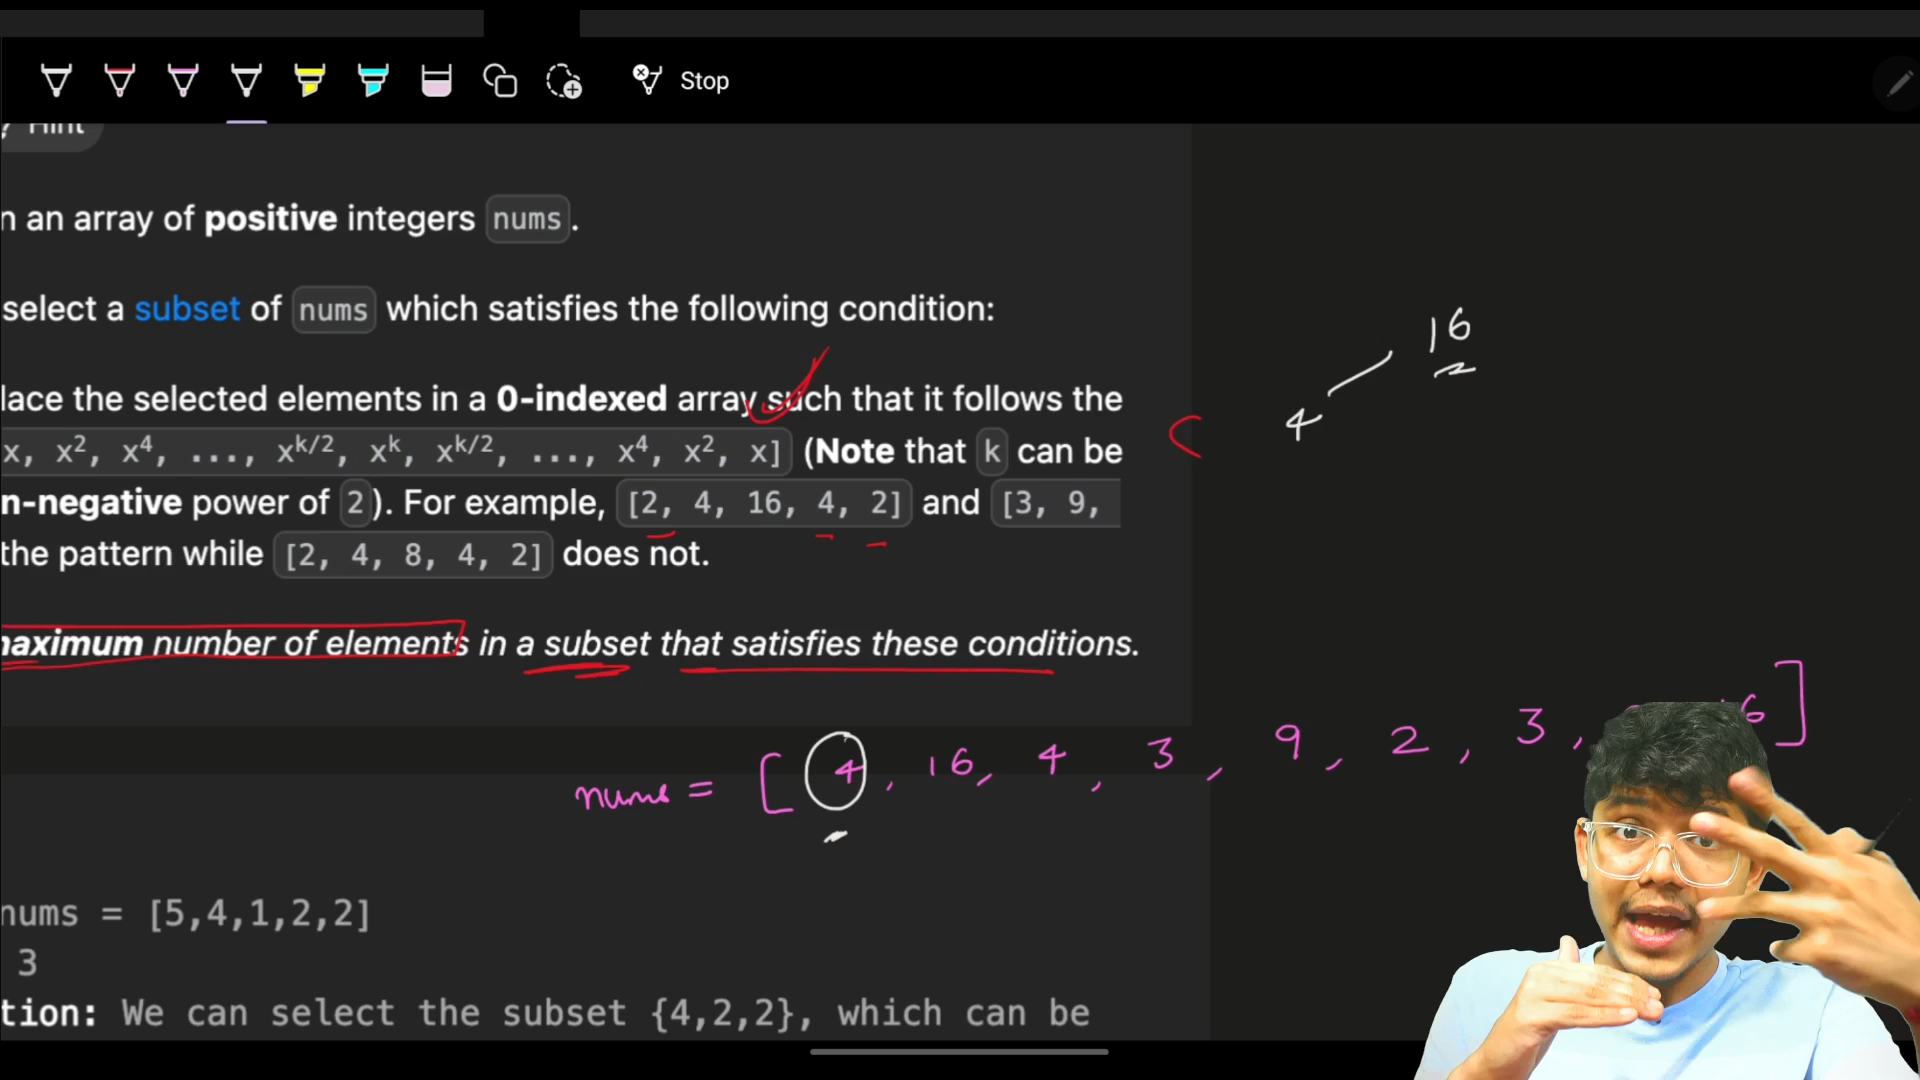 Stop
? Hint
n an array of positive integers nums.
select a subset of nums which satisfies the following condition:
lace the selected elements in a 0-indexed array such that it follows the
x, x², x⁴, ..., xᵏ/², xᵏ, xᵏ/², ..., x⁴, x², x] (Note that k can be
n-negative power of 2). For example, [2, 4, 16, 4, 2] and [3, 9,
the pattern while [2, 4, 8, 4, 2] does not.
maximum number of elements in a subset that satisfies these conditions.
16
4
nums = [4, 16, 4, 3, 9, 2, 3, 6]
nums = [5,4,1,2,2]
3
tion: We can select the subset {4,2,2}, which can be